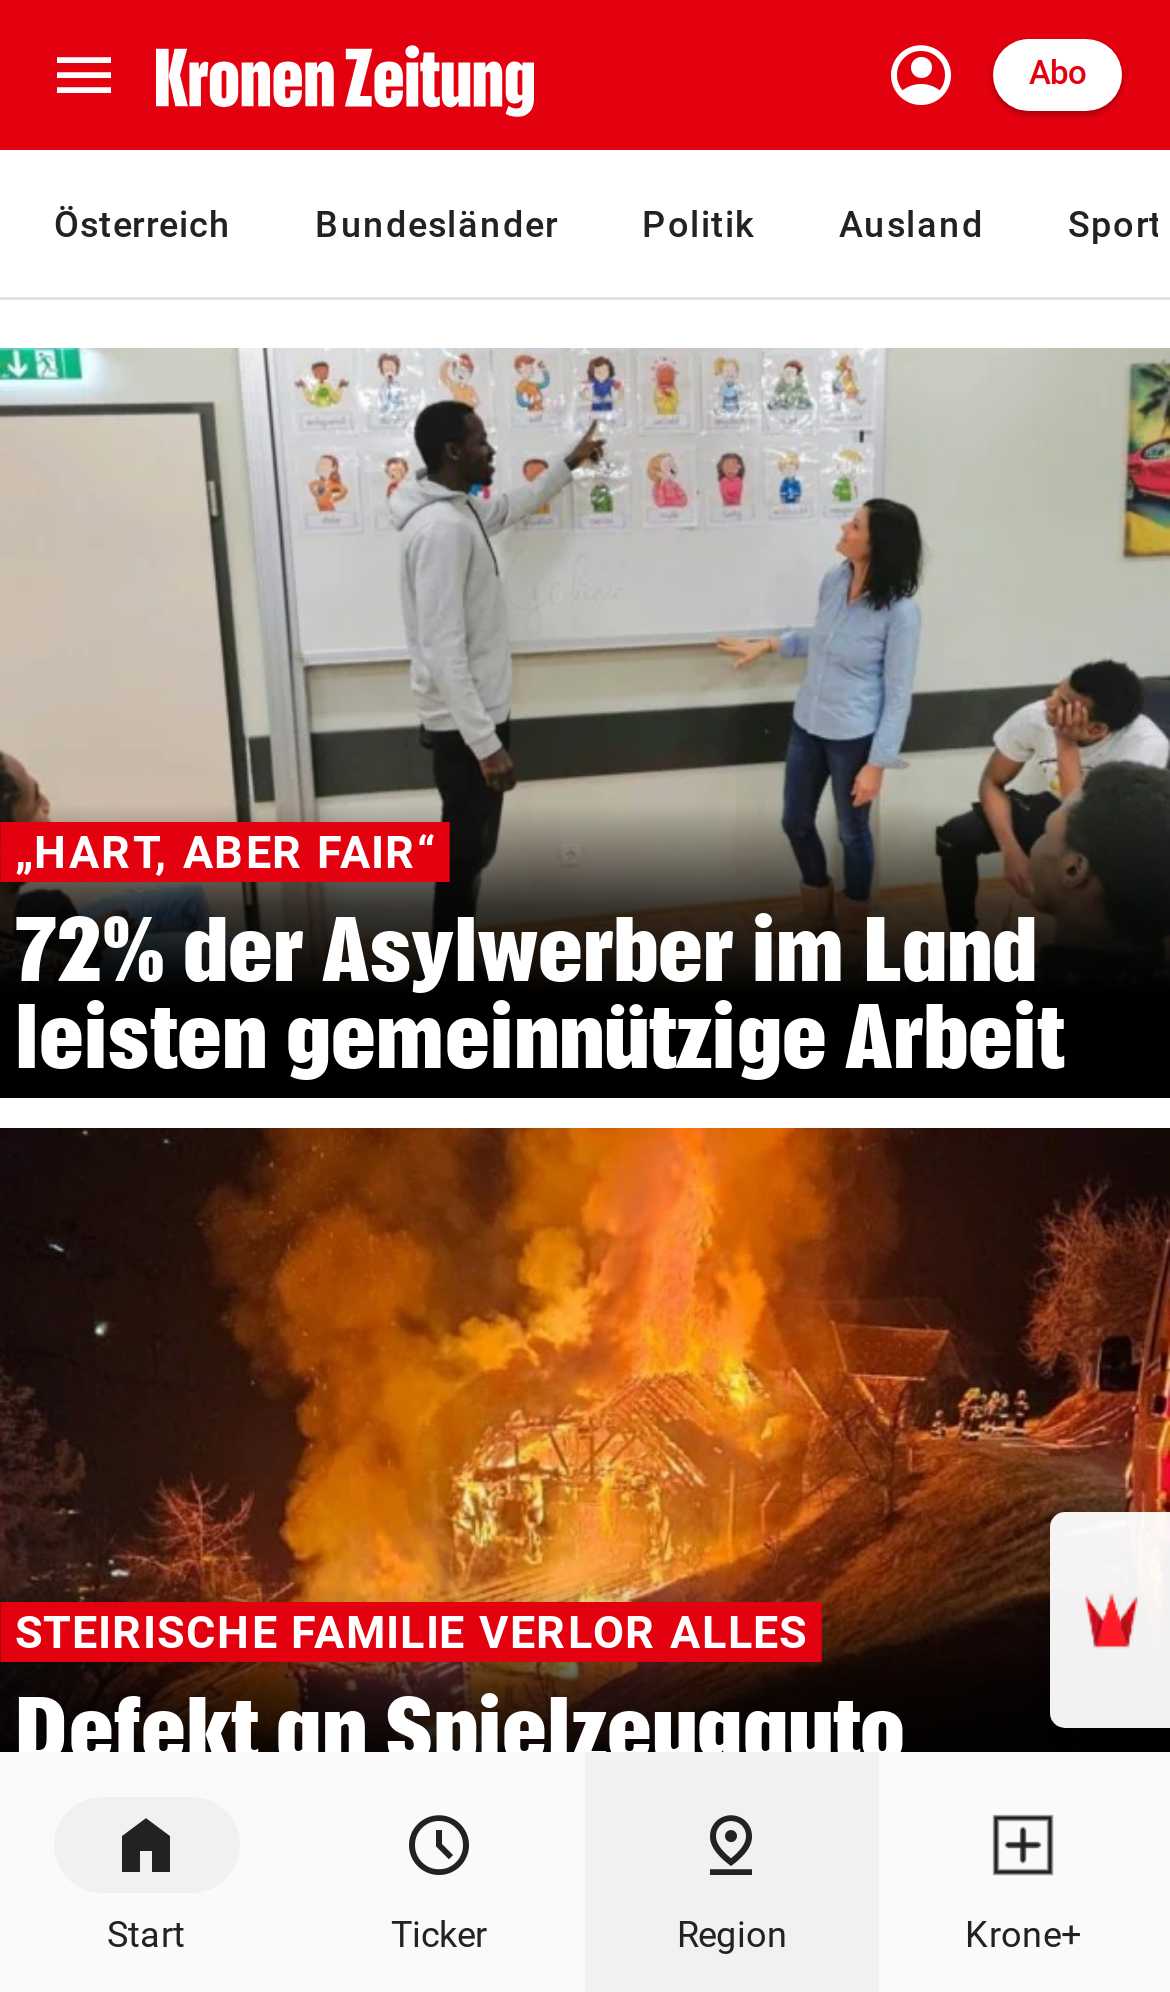 Kronen Zeitung
Abo
Österreich Bundesländer Politik Ausland Sport
„HART, ABER FAIR“
72% der Asylwerber im Land
leisten gemeinnützige Arbeit
STEIRISCHE FAMILIE VERLOR ALLES
Defekt an Spielzeugauto
Start Ticker Region Krone+